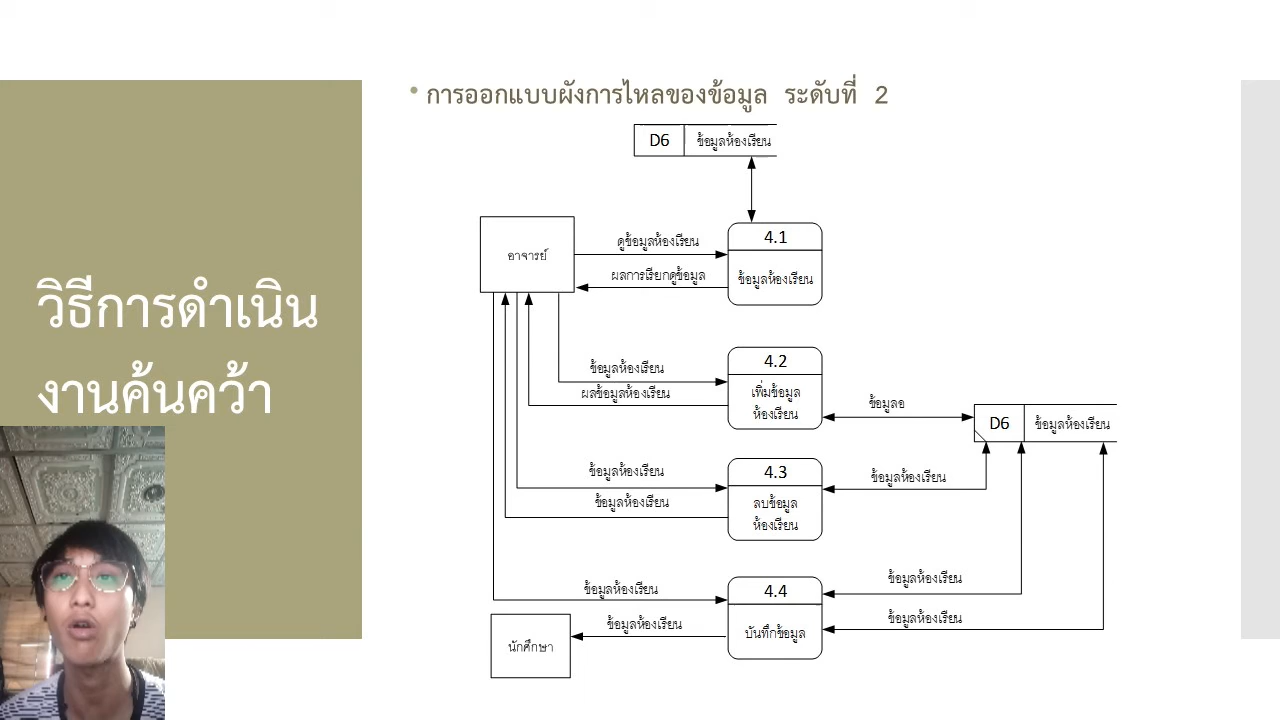 • การออกแบบผังการไหลของข้อมูล ระดับที่ 2
วิธีการดำเนิน
งานค้นคว้า
D6 ข้อมูลห้องเรียน
อาจารย์
ดูข้อมูลห้องเรียน
ผลการเรียกดูข้อมูล
4.1
ข้อมูลห้องเรียน
ข้อมูลห้องเรียน
ผลข้อมูลห้องเรียน
4.2
เพิ่มข้อมูล
ห้องเรียน
ข้อมูลอ
D6 ข้อมูลห้องเรียน
ข้อมูลห้องเรียน
ข้อมูลห้องเรียน
4.3
ลบข้อมูล
ห้องเรียน
ข้อมูลห้องเรียน
ข้อมูลห้องเรียน
4.4
บันทึกข้อมูล
ข้อมูลห้องเรียน
ข้อมูลห้องเรียน
ข้อมูลห้องเรียน
นักศึกษา